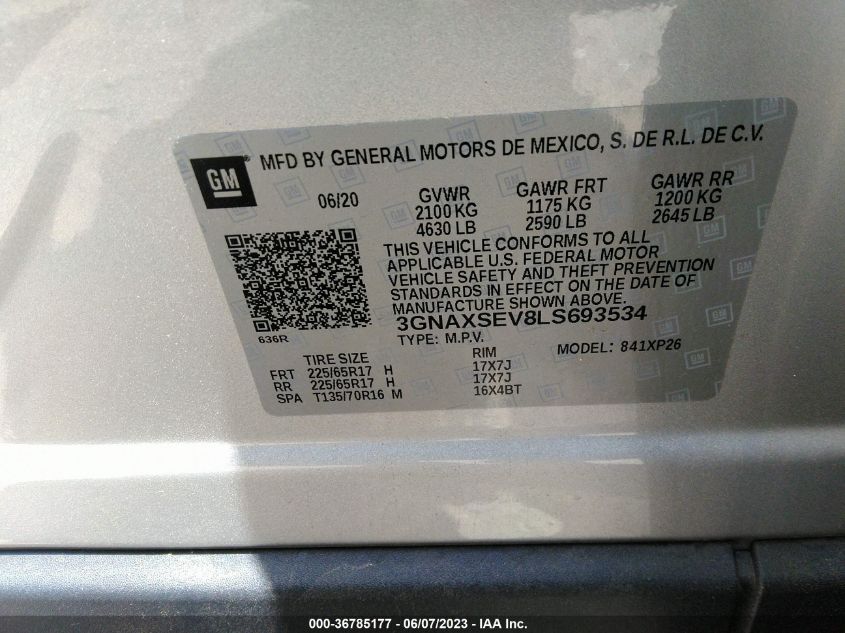 GM ® MFD BY GENERAL MOTORS DE MEXICO, S. DE R.L. DE C.V.
06/20 GVWR GAWR FRT GAWR RR
2100 KG 1175 KG 1200 KG
4630 LB 2590 LB 2645 LB
THIS VEHICLE CONFORMS TO ALL
APPLICABLE U.S. FEDERAL MOTOR
VEHICLE SAFETY AND THEFT PREVENTION
STANDARDS IN EFFECT ON THE DATE OF
MANUFACTURE SHOWN ABOVE.
3GNAXSEV8LS693534
636R TYPE: M.P.V. MODEL: 841XP26
TIRE SIZE RIM
FRT 225/65R17 H 17X7J
RR 225/65R17 H 17X7J
SPA T135/70R16 M 16X4BT
000-36785177 - 06/07/2023 - IAA Inc.